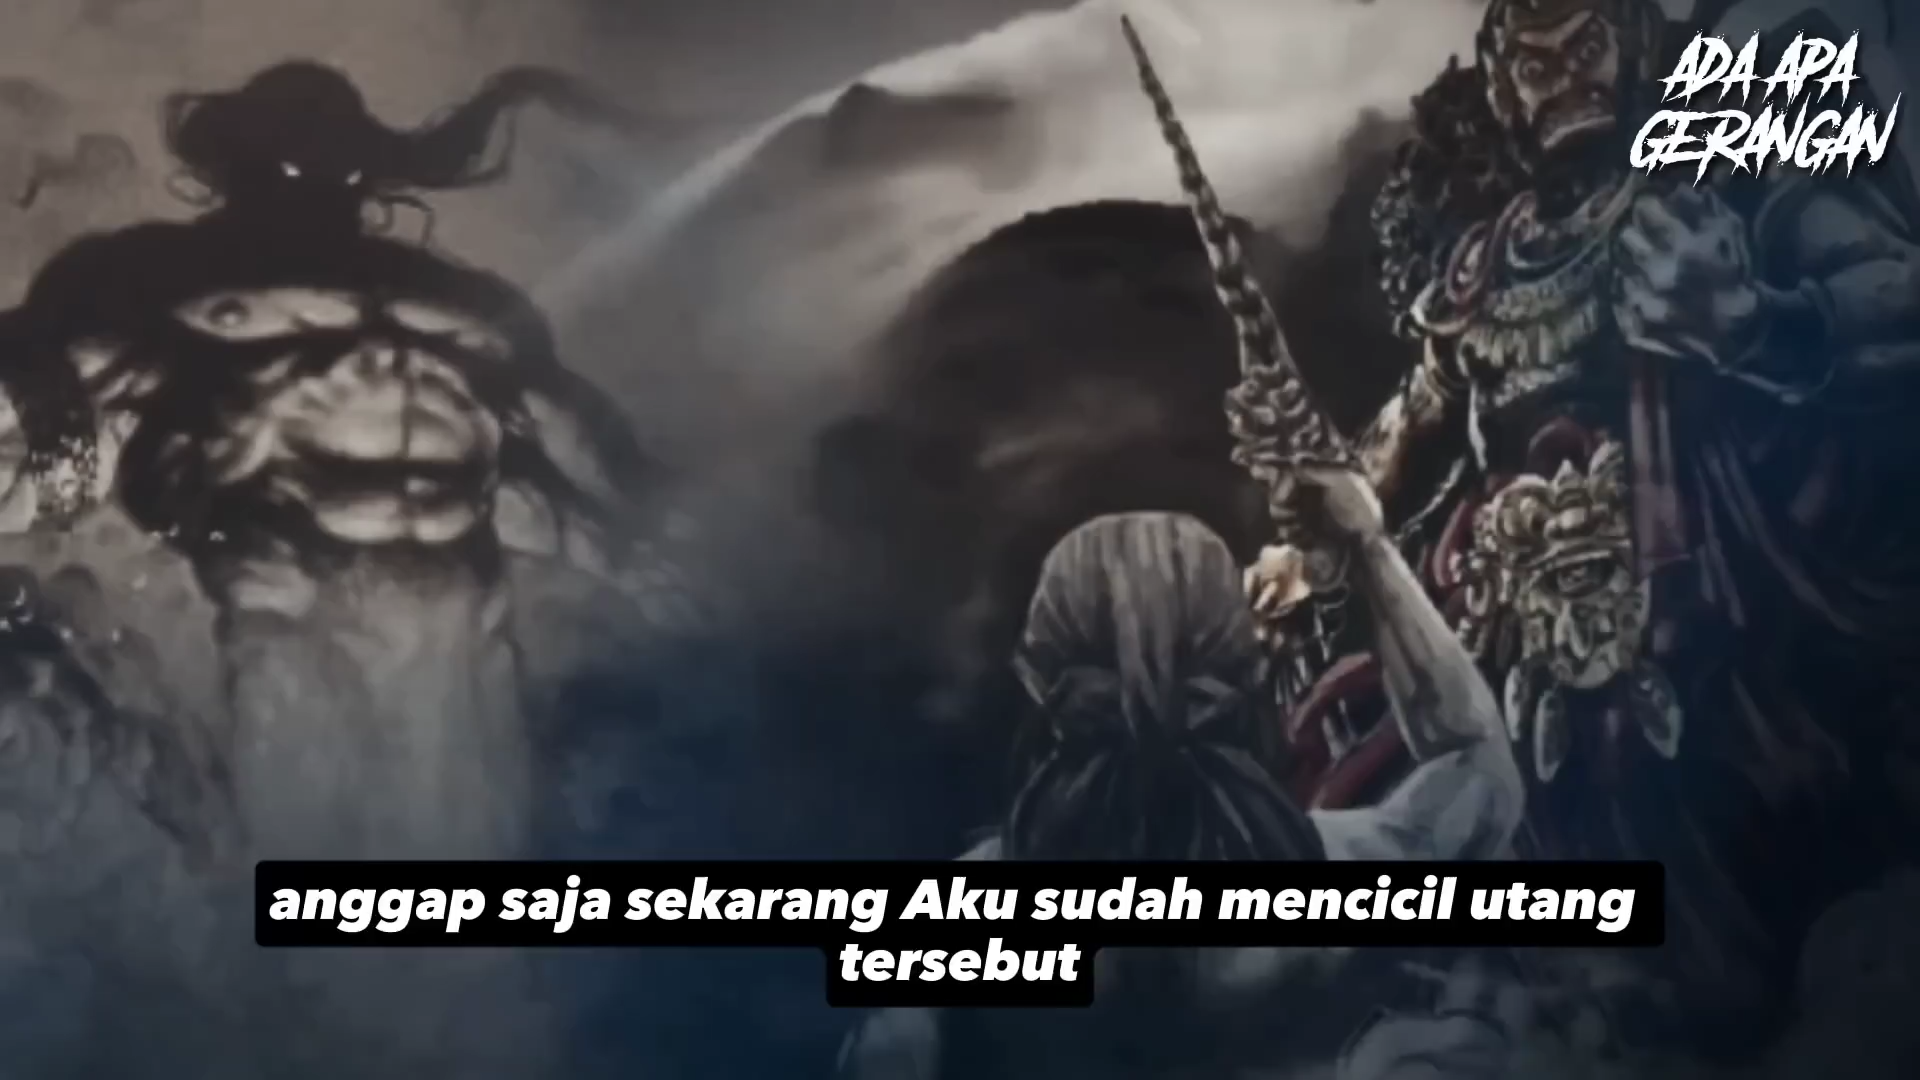 ADA APA
GERANGAN
anggap saja sekarang Aku sudah mencicil utang
tersebut